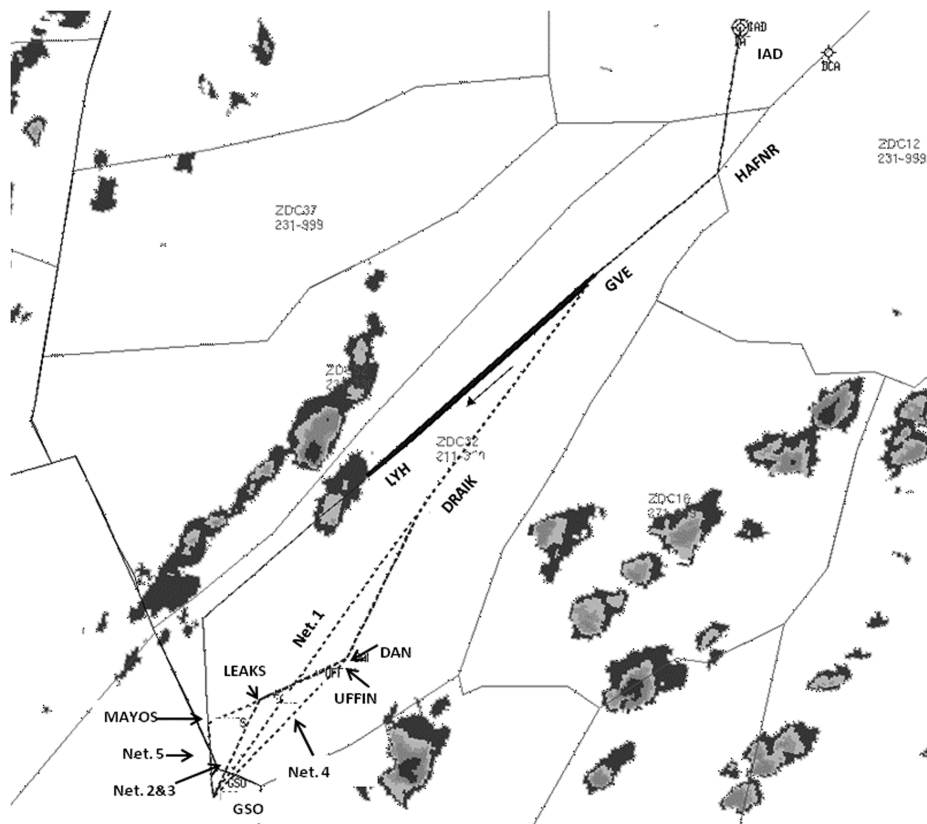 IAD
IAD
DCA
HAFNR
ZDC12
231-999
ZDC37
231-999
GVE
ZDC32
LYH
DRAIK
ZDC16
Net. 1
DAN
LEAKS
UFFIN
MAYOS
Net. 5
Net. 4
Net. 2&3
GSO
GSO